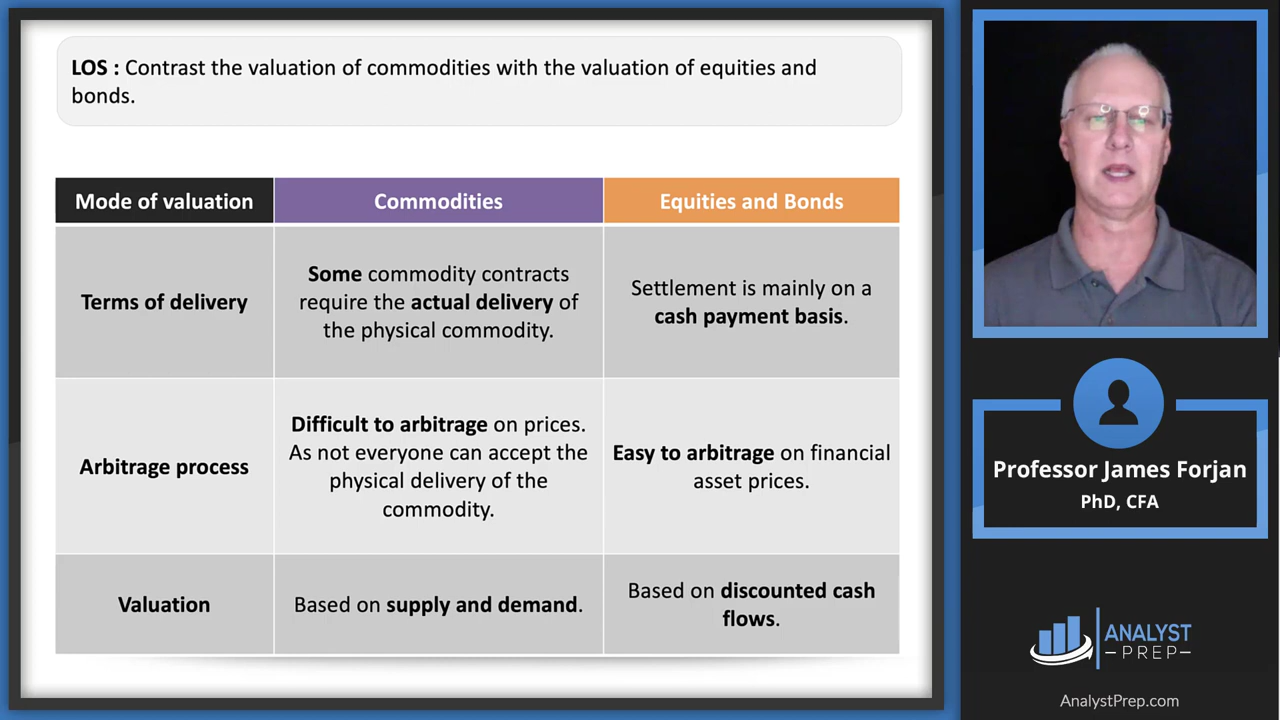 LOS : Contrast the valuation of commodities with the valuation of equities and
bonds.
Mode of valuation
Commodities
Equities and Bonds
Terms of delivery
Some commodity contracts
require the actual delivery of
the physical commodity.
Settlement is mainly on a
cash payment basis.
Arbitrage process
Difficult to arbitrage on prices.
As not everyone can accept the
physical delivery of the
commodity.
Easy to arbitrage on financial
asset prices.
Valuation
Based on supply and demand.
Based on discounted cash
flows.
Professor James Forjan
PhD, CFA
ANALYST
PREP
AnalystPrep.com